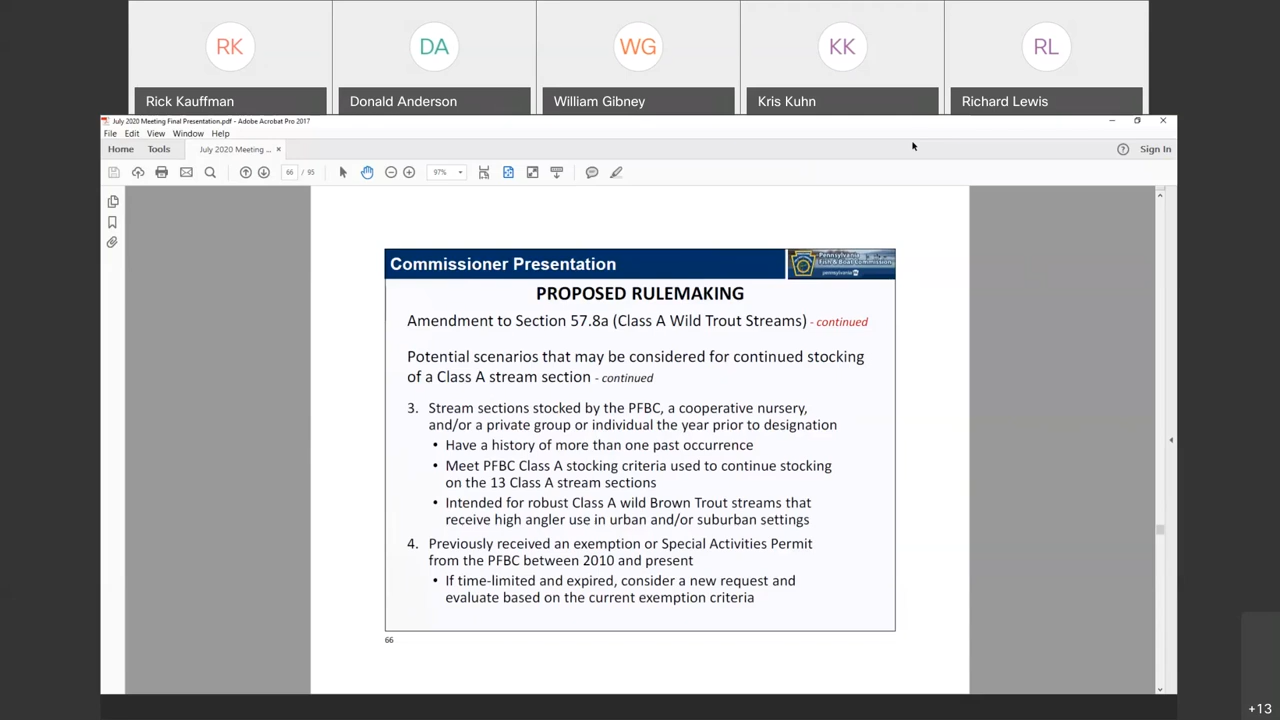 RK
DA
WG
KK
RL
Rick Kauffman
Donald Anderson
William Gibney
Kris Kuhn
Richard Lewis
July 2020 Meeting Final Presentation.pdf - Adobe Acrobat Pro 2017
File Edit View Window Help
Home Tools July 2020 Meeting ... × Sign In
66 / 95 97%
Commissioner Presentation
Pennsylvania
Fish & Boat Commission
pennsylvania
PROPOSED RULEMAKING
Amendment to Section 57.8a (Class A Wild Trout Streams) - continued
Potential scenarios that may be considered for continued stocking
of a Class A stream section - continued
3. Stream sections stocked by the PFBC, a cooperative nursery,
and/or a private group or individual the year prior to designation
• Have a history of more than one past occurrence
• Meet PFBC Class A stocking criteria used to continue stocking
on the 13 Class A stream sections
• Intended for robust Class A wild Brown Trout streams that
receive high angler use in urban and/or suburban settings
4. Previously received an exemption or Special Activities Permit
from the PFBC between 2010 and present
• If time-limited and expired, consider a new request and
evaluate based on the current exemption criteria
66
+13